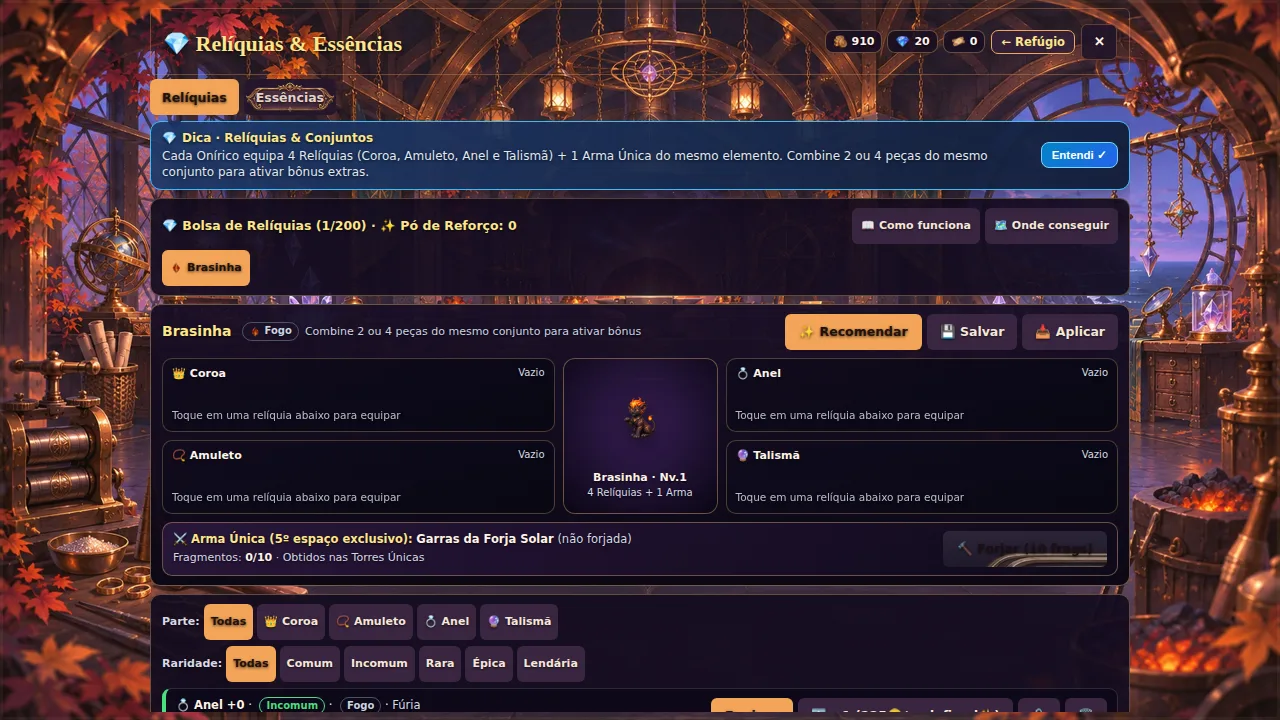 Relíquias & Essências
910
20
0
← Refúgio
✕
Relíquias
Essências
Dica · Relíquias & Conjuntos
Cada Onírico equipa 4 Relíquias (Coroa, Amuleto, Anel e Talismã) + 1 Arma Única do mesmo elemento. Combine 2 ou 4 peças do mesmo
conjunto para ativar bônus extras.
Entendi ✓
Bolsa de Relíquias (1/200) · ✨ Pó de Reforço: 0
Como funciona
Onde conseguir
Brasinha
Brasinha
Fogo
Combine 2 ou 4 peças do mesmo conjunto para ativar bônus
Recomendar
Salvar
Aplicar
Coroa
Vazio
Toque em uma relíquia abaixo para equipar
Amuleto
Vazio
Toque em uma relíquia abaixo para equipar
Brasinha · Nv.1
4 Relíquias + 1 Arma
Anel
Vazio
Toque em uma relíquia abaixo para equipar
Talismã
Vazio
Toque em uma relíquia abaixo para equipar
Arma Única (5º espaço exclusivo): Garras da Forja Solar (não forjada)
Fragmentos: 0/10 · Obtidos nas Torres Únicas
Forjar (10 frags)
Parte:
Todas
Coroa
Amuleto
Anel
Talismã
Raridade:
Todas
Comum
Incomum
Rara
Épica
Lendária
Anel +0 · Incomum · Fogo · Fúria